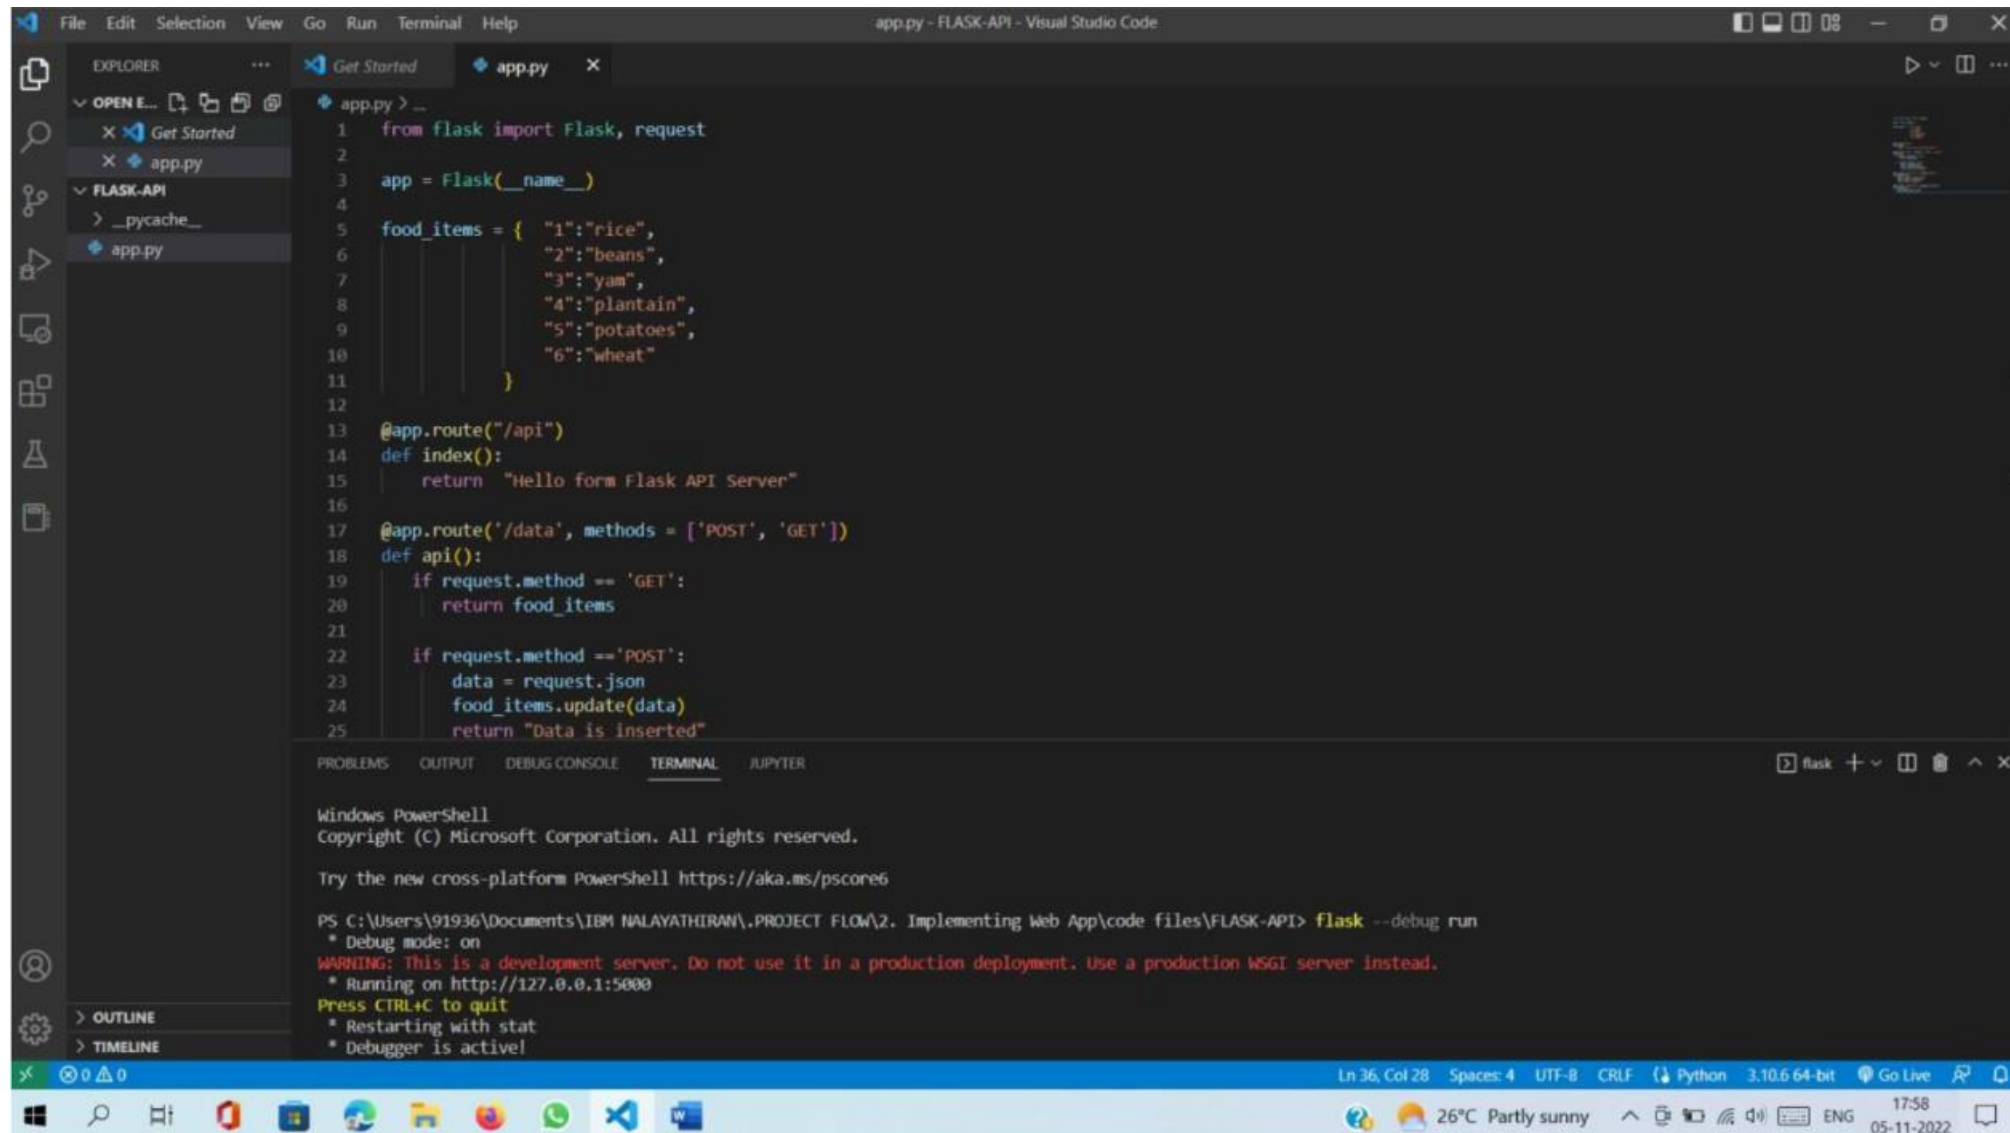 File Edit Selection View Go Run Terminal Help
app.py - FLASK-API - Visual Studio Code
EXPLORER
OPEN E...
Get Started
app.py
FLASK-API
__pycache__
app.py
OUTLINE
TIMELINE
Get Started
app.py
app.py > ...
1 from flask import Flask, request
2
3 app = Flask(__name__)
4
5 food_items = { "1":"rice",
6 "2":"beans",
7 "3":"yam",
8 "4":"plantain",
9 "5":"potatoes",
10 "6":"wheat"
11 }
12
13 @app.route("/api")
14 def index():
15 return "Hello form Flask API Server"
16
17 @app.route('/data', methods = ['POST', 'GET'])
18 def api():
19 if request.method == 'GET':
20 return food_items
21
22 if request.method =='POST':
23 data = request.json
24 food_items.update(data)
25 return "Data is inserted"
PROBLEMS OUTPUT DEBUG CONSOLE TERMINAL JUPYTER
flask
Windows PowerShell
Copyright (C) Microsoft Corporation. All rights reserved.
Try the new cross-platform PowerShell https://aka.ms/pscore6
PS C:\Users\91936\Documents\IBM NALAYATHIRAN\.PROJECT FLOW\2. Implementing Web App\code files\FLASK-API> flask --debug run
* Debug mode: on
WARNING: This is a development server. Do not use it in a production deployment. Use a production WSGI server instead.
* Running on http://127.0.0.1:5000
Press CTRL+C to quit
* Restarting with stat
* Debugger is active!
0 0
Ln 36, Col 28 Spaces: 4 UTF-8 CRLF Python 3.10.6 64-bit Go Live
26°C Partly sunny
ENG
17:58
05-11-2022